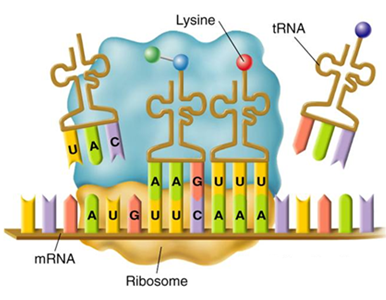 Lysine
tRNA
U A C
A A G U U U
A U G U U C A A A
mRNA
Ribosome